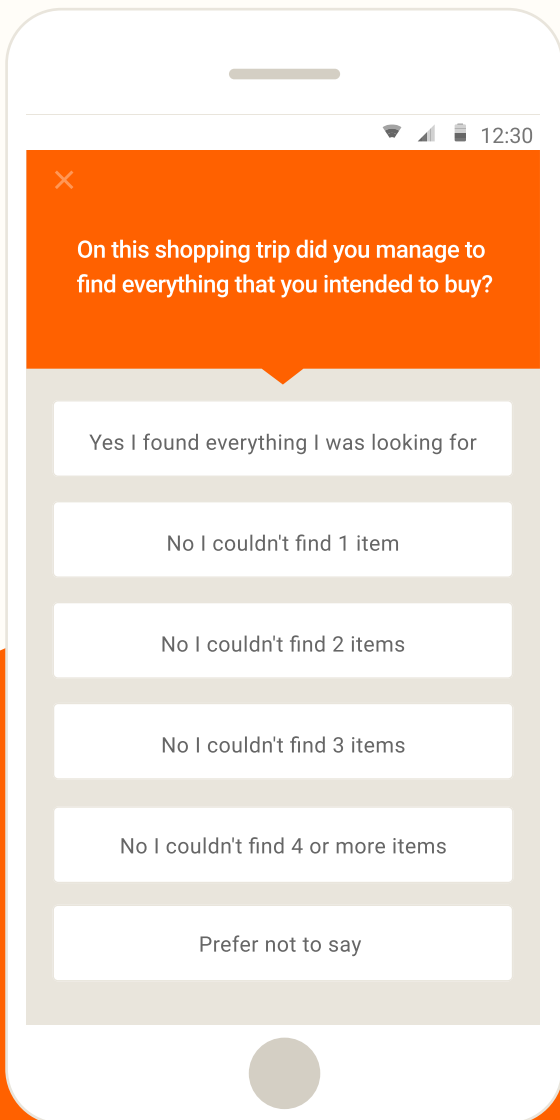 12:30
On this shopping trip did you manage to
find everything that you intended to buy?
Yes I found everything I was looking for
No I couldn't find 1 item
No I couldn't find 2 items
No I couldn't find 3 items
No I couldn't find 4 or more items
Prefer not to say